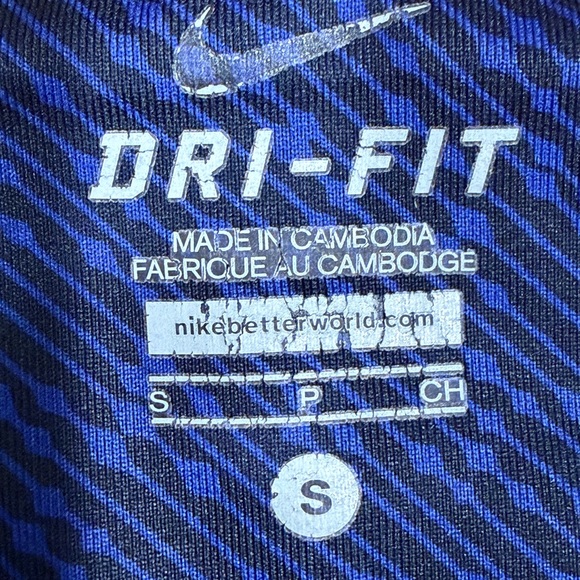 DRI-FIT
MADE IN CAMBODIA
FABRIQUE AU CAMBODGE
nikebetterworld.com
S P CH
S